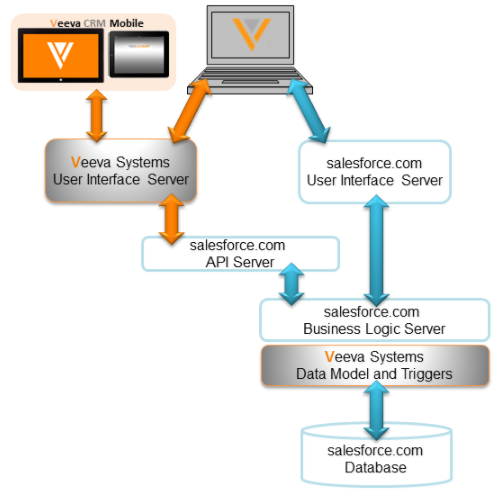 Veeva CRM Mobile
Veeva Systems
User Interface Server
salesforce.com
User Interface Server
salesforce.com
API Server
salesforce.com
Business Logic Server
Veeva Systems
Data Model and Triggers
salesforce.com
Database